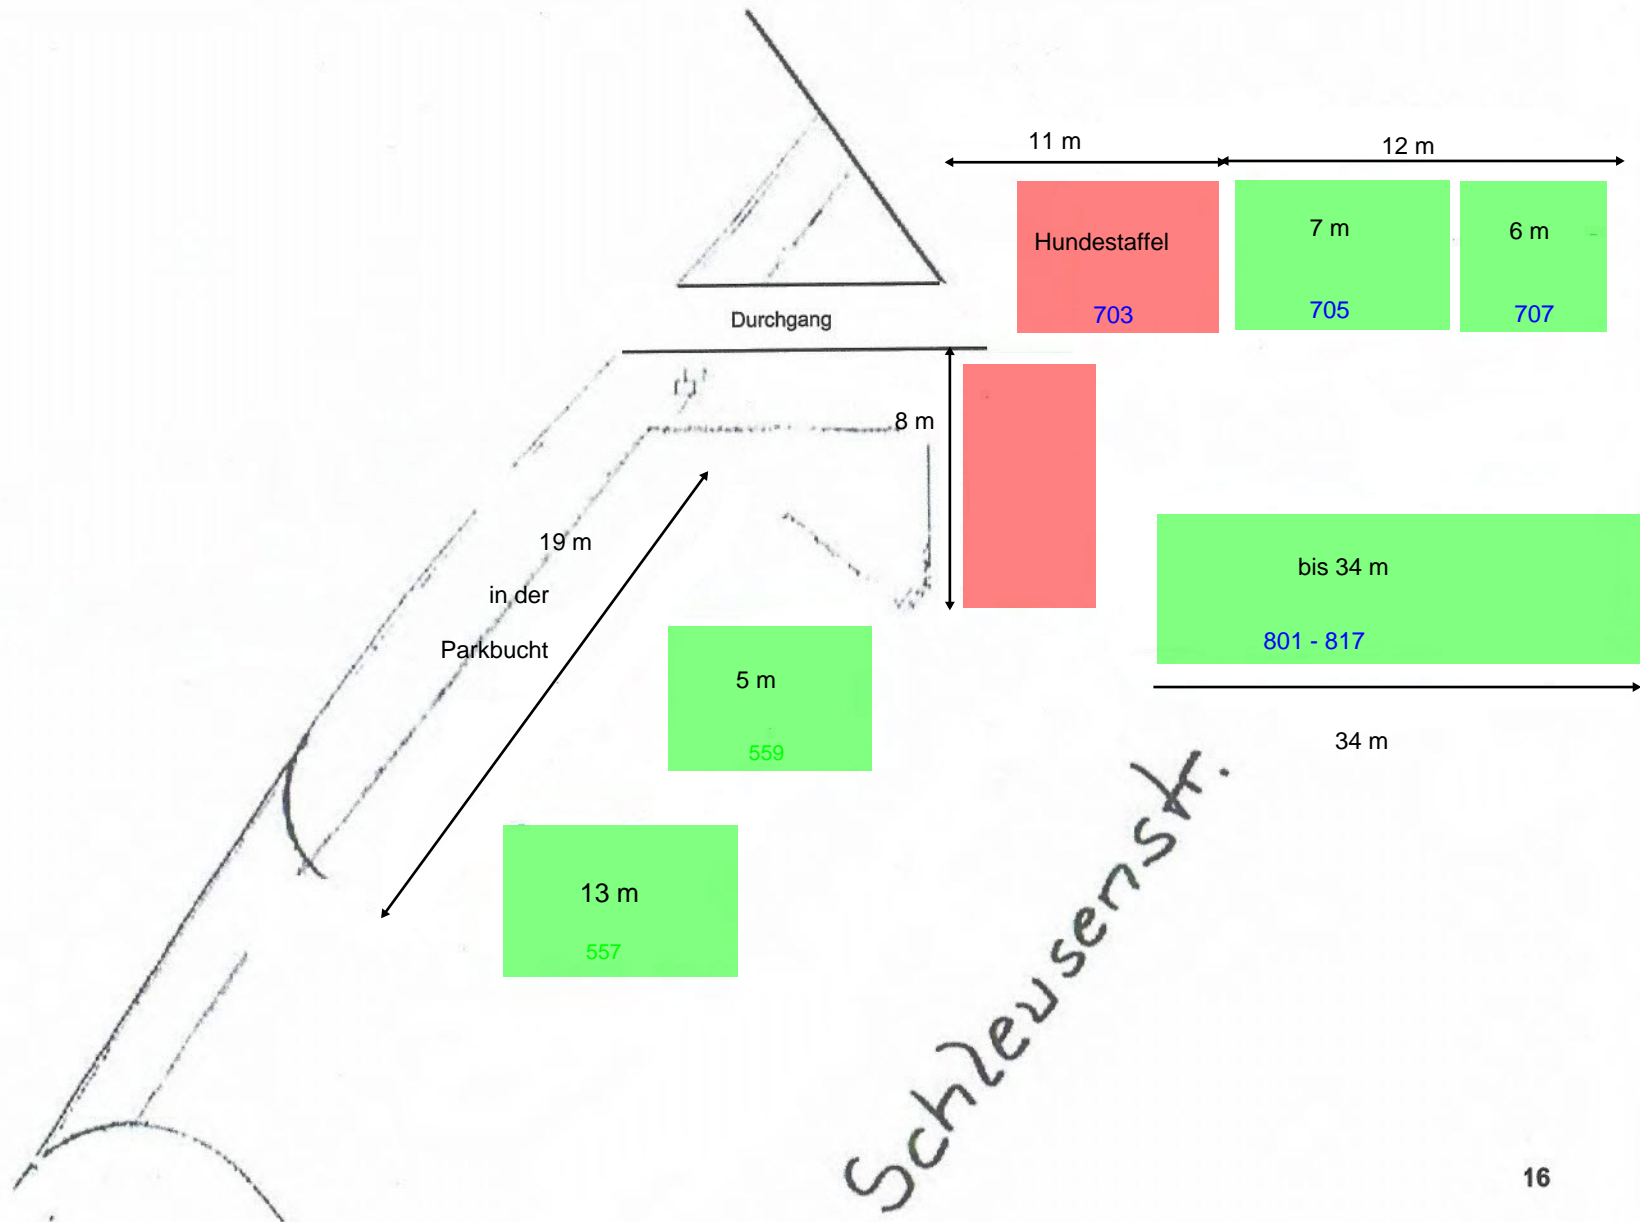 11 m
12 m
Hundestaffel
7 m
6 m
703
705
707
Durchgang
8 m
19 m
in der
Parkbucht
bis 34 m
801 - 817
5 m
559
34 m
13 m
557
Schleusenstr.
16